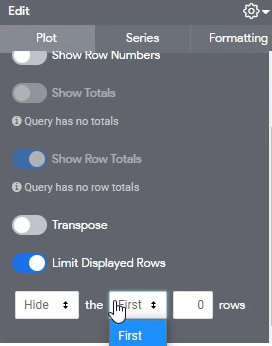 Edit
Plot Series Formatting
Show Row Numbers
Show Totals
Query has no totals
Show Row Totals
Query has no row totals
Transpose
Limit Displayed Rows
Hide the First 0 rows
First